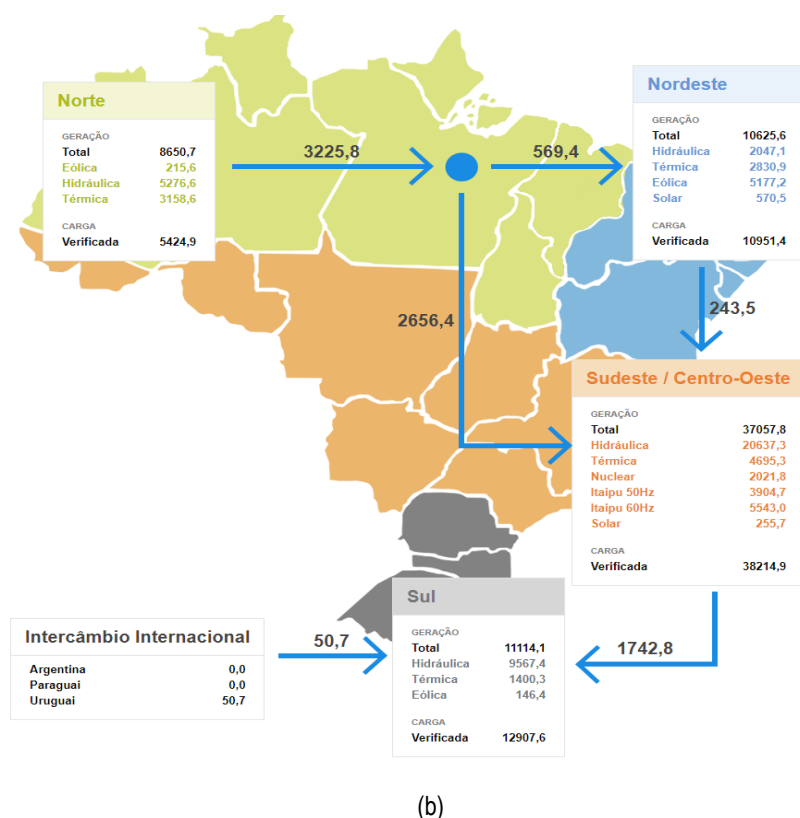 Norte
GERAÇÃO
Total 8650,7
Eólica 215,6
Hidráulica 5276,6
Térmica 3158,6
CARGA
Verificada 5424,9
3225,8
569,4
Nordeste
GERAÇÃO
Total 10625,6
Hidráulica 2047,1
Térmica 2830,9
Eólica 5177,2
Solar 570,5
CARGA
Verificada 10951,4
2656,4
243,5
Sudeste / Centro-Oeste
GERAÇÃO
Total 37057,8
Hidráulica 20637,3
Térmica 4695,3
Nuclear 2021,8
Itaipu 50Hz 3904,7
Itaipu 60Hz 5543,0
Solar 255,7
CARGA
Verificada 38214,9
Intercâmbio Internacional
Argentina 0,0
Paraguai 0,0
Uruguai 50,7
50,7
Sul
GERAÇÃO
Total 11114,1
Hidráulica 9567,4
Térmica 1400,3
Eólica 146,4
CARGA
Verificada 12907,6
1742,8
(b)